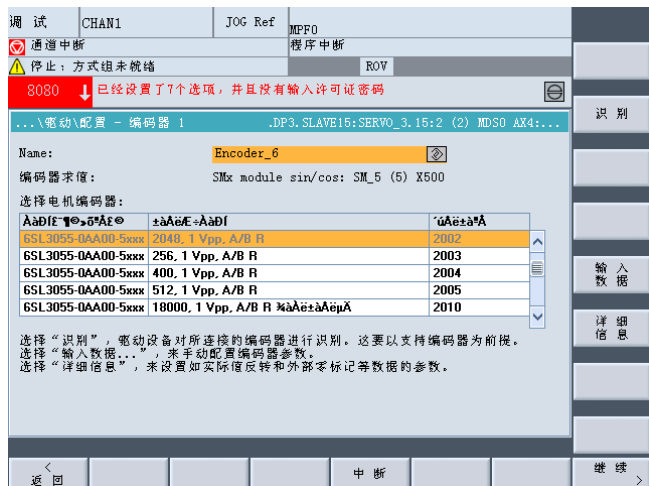 调 试 CHAN1 JOG Ref MPF0
通道中断 程序中断
停止：方式组未就绪 ROV
8080 ↓ 已经设置了7个选项，并且没有输入许可证密码
...\驱动\配置 - 编码器 1 .DP3.SLAVE15:SERVO_3.15:2 (2) MDS0 AX4:...
Name: Encoder_6
编码器求值: SMx module sin/cos: SM_5 (5) X500
选择电机编码器:
6SL3055-0AA00-5xxx 2048, 1 Vpp, A/B R 2002
6SL3055-0AA00-5xxx 256, 1 Vpp, A/B R 2003
6SL3055-0AA00-5xxx 400, 1 Vpp, A/B R 2004
6SL3055-0AA00-5xxx 512, 1 Vpp, A/B R 2005
6SL3055-0AA00-5xxx 18000, 1 Vpp, A/B R ¾àÀë±àÂëµÄ 2010
选择“识别”，驱动设备对所连接的编码器进行识别。这要以支持编码器为前提。
选择“输入数据...”，来手动配置编码器参数。
选择“详细信息”，来设置如实际值反转和外部零标记等数据的参数。
识 别
输 入
数 据
详 细
信 息
< 返 回
中 断
继 续 >